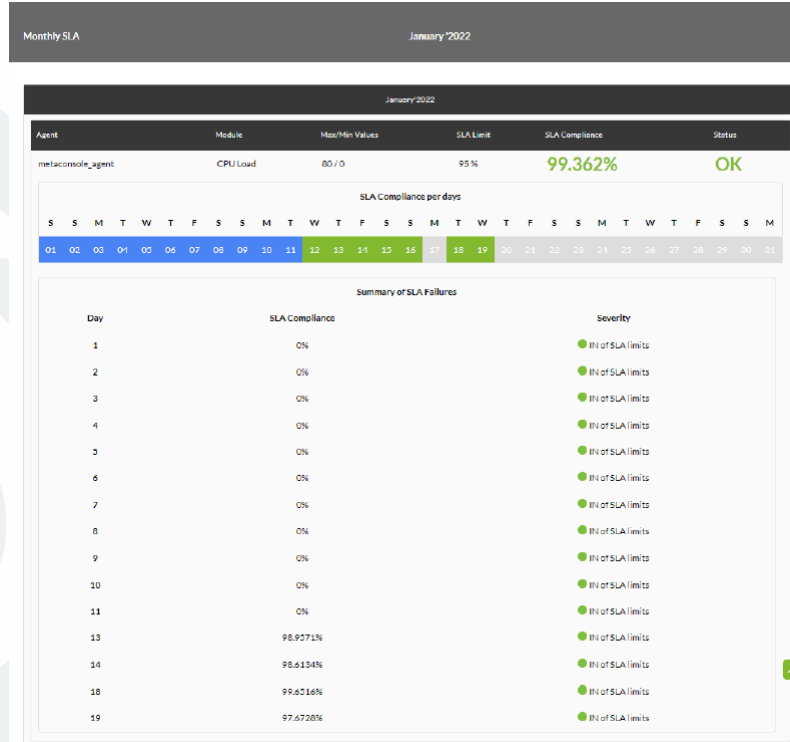 Monthly SLA January'2022
January'2022
Agent Module Max/Min Values SLA Limit SLA Compliance Status
metaconsole_agent CPU Load 80 / 0 95 % 99.362% OK
SLA Compliance per days
S S M T W T F S S M T W T F S S M T W T F S S M T W T F S S M
01 02 03 04 05 06 07 08 09 10 11 12 13 14 15 16 17 18 19 20 21 22 23 24 25 26 27 28 29 30 31
Summary of SLA Failures
Day SLA Compliance Severity
1 0% IN of SLA limits
2 0% IN of SLA limits
3 0% IN of SLA limits
4 0% IN of SLA limits
5 0% IN of SLA limits
6 0% IN of SLA limits
7 0% IN of SLA limits
8 0% IN of SLA limits
9 0% IN of SLA limits
10 0% IN of SLA limits
11 0% IN of SLA limits
13 98.9571% IN of SLA limits
14 98.6134% IN of SLA limits
18 99.6516% IN of SLA limits
19 97.6728% IN of SLA limits